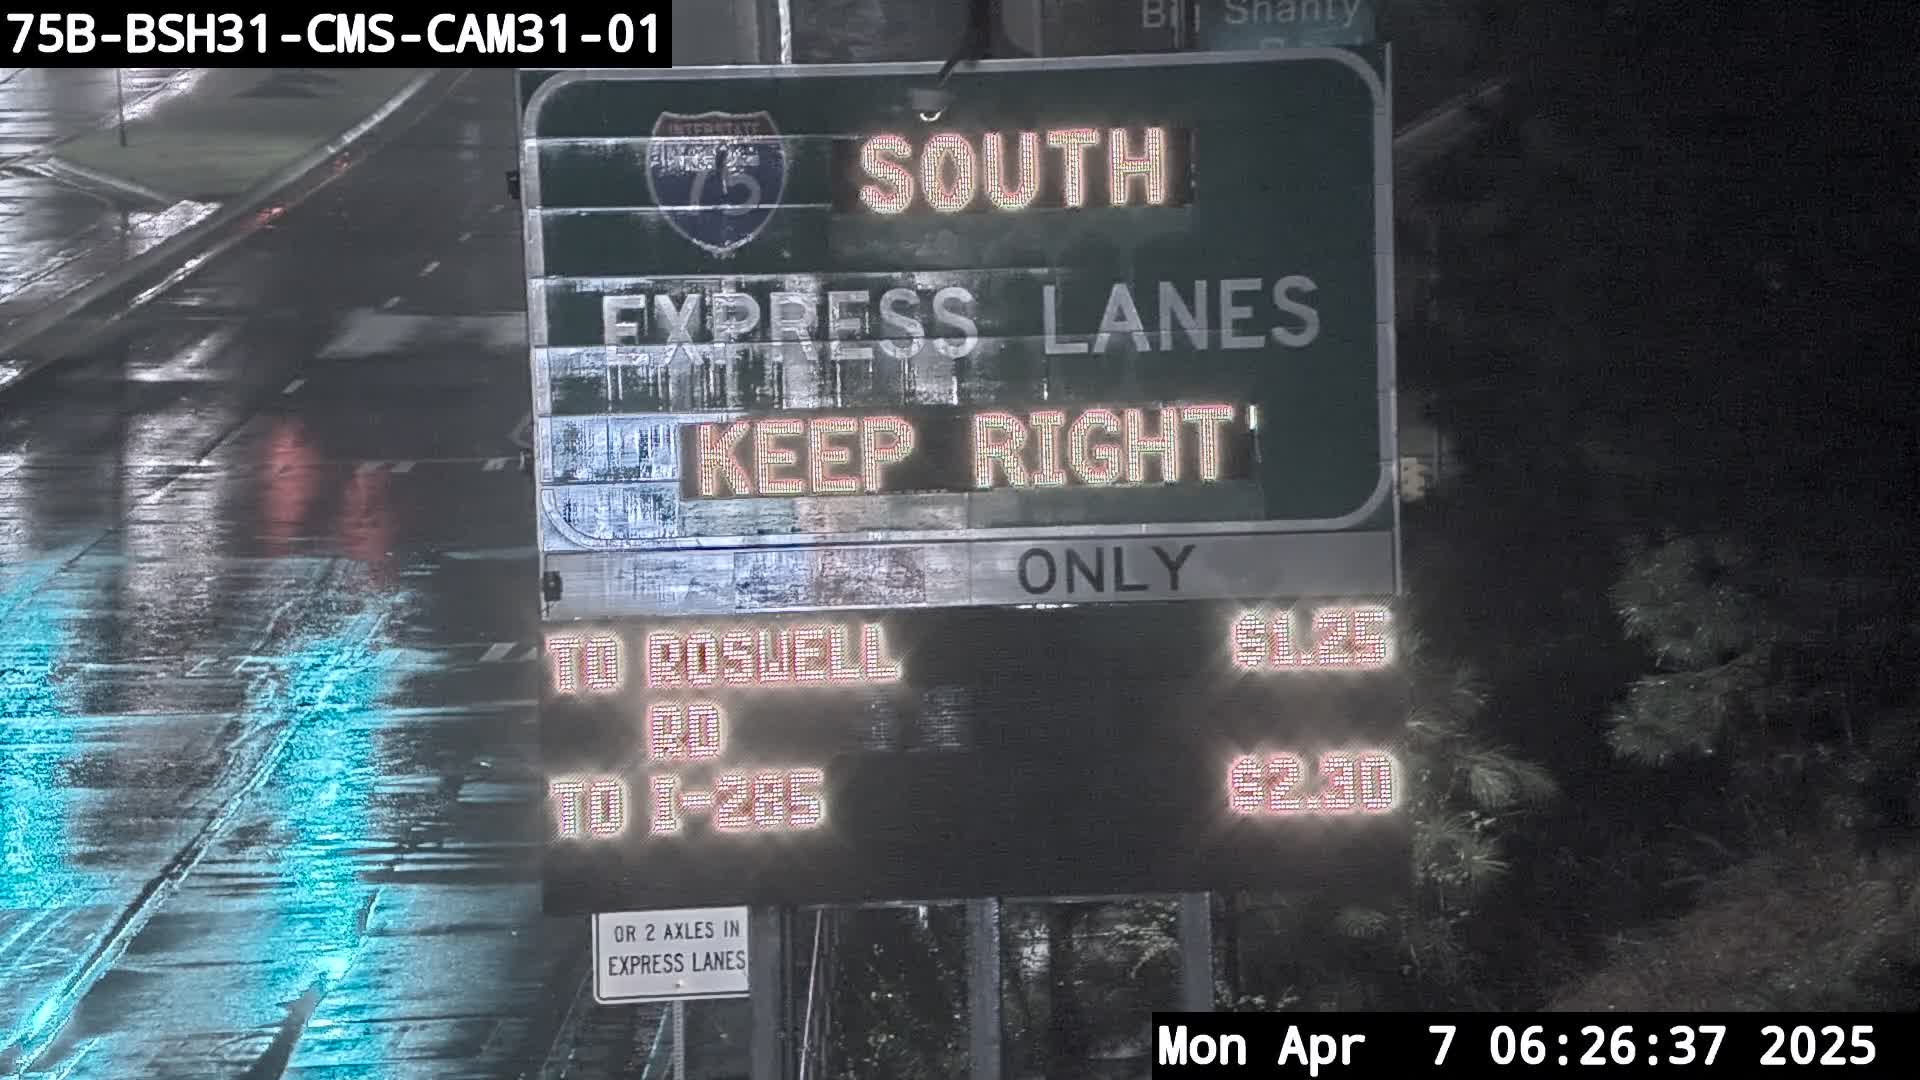 75B-BSH31-CMS-CAM31-01
Shanty
INTERSTATE
75
SOUTH
EXPRESS LANES
KEEP RIGHT
ONLY
TO ROSWELL $1.25
RD
TO I-285 $2.30
OR 2 AXLES IN
EXPRESS LANES
Mon Apr 7 06:26:37 2025